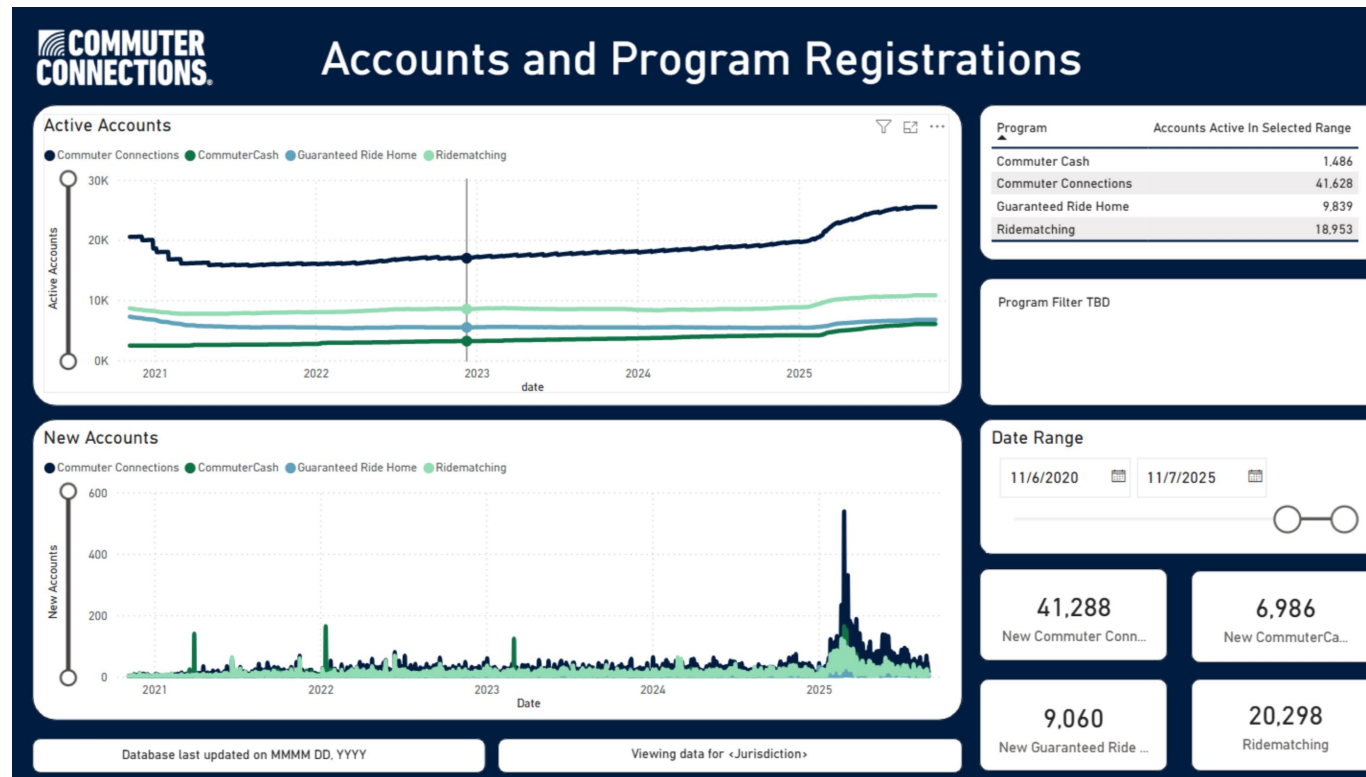 COMMUTER
CONNECTIONS®
Accounts and Program Registrations
Active Accounts
Commuter Connections CommuterCash Guaranteed Ride Home Ridematching
30K
20K
10K
0K
Active Accounts
2021 2022 2023 2024 2025
date
Program Accounts Active In Selected Range
Commuter Cash 1,486
Commuter Connections 41,628
Guaranteed Ride Home 9,839
Ridematching 18,953
Program Filter TBD
New Accounts
Commuter Connections CommuterCash Guaranteed Ride Home Ridematching
600
400
200
0
New Accounts
2021 2022 2023 2024 2025
Date
Date Range
11/6/2020 11/7/2025
41,288
New Commuter Conn...
6,986
New CommuterCa...
9,060
New Guaranteed Ride ...
20,298
Ridematching
Database last updated on MMMM DD, YYYY
Viewing data for <Jurisdiction>